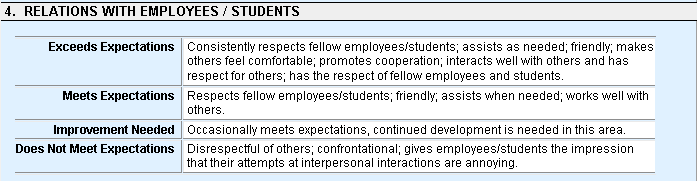 4. RELATIONS WITH EMPLOYEES / STUDENTS
Exceeds Expectations Consistently respects fellow employees/students; assists as needed; friendly; makes
others feel comfortable; promotes cooperation; interacts well with others and has
respect for others; has the respect of fellow employees and students.
Meets Expectations Respects fellow employees/students; friendly; assists when needed; works well with
others.
Improvement Needed Occasionally meets expectations, continued development is needed in this area.
Does Not Meet Expectations Disrespectful of others; confrontational; gives employees/students the impression
that their attempts at interpersonal interactions are annoying.